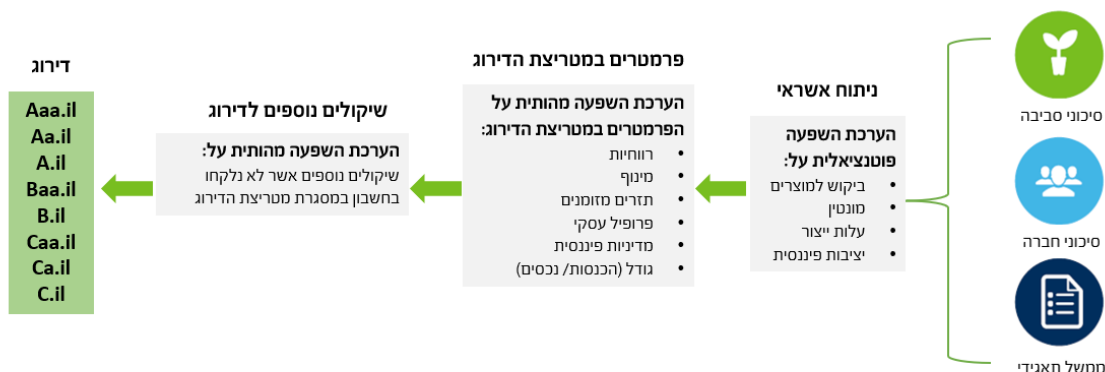 סיכוני סביבה
סיכוני חברה
ממשל תאגידי
ניתוח אשראי
הערכת השפעה
פוטנציאלית על:
• ביקוש למוצרים
• מוניטין
• עלות ייצור
• יציבות פיננסית
פרמטרים במטריצת הדירוג
הערכת השפעה מהותית על
הפרמטרים במטריצת הדירוג:
• רווחיות
• מינוף
• תזרים מזומנים
• פרופיל עסקי
• מדיניות פיננסית
• גודל (הכנסות/ נכסים)
שיקולים נוספים לדירוג
הערכת השפעה מהותית על:
שיקולים נוספים אשר לא נלקחו
בחשבון במסגרת מטריצת הדירוג
דירוג
Aaa.il
Aa.il
A.il
Baa.il
B.il
Caa.il
Ca.il
C.il